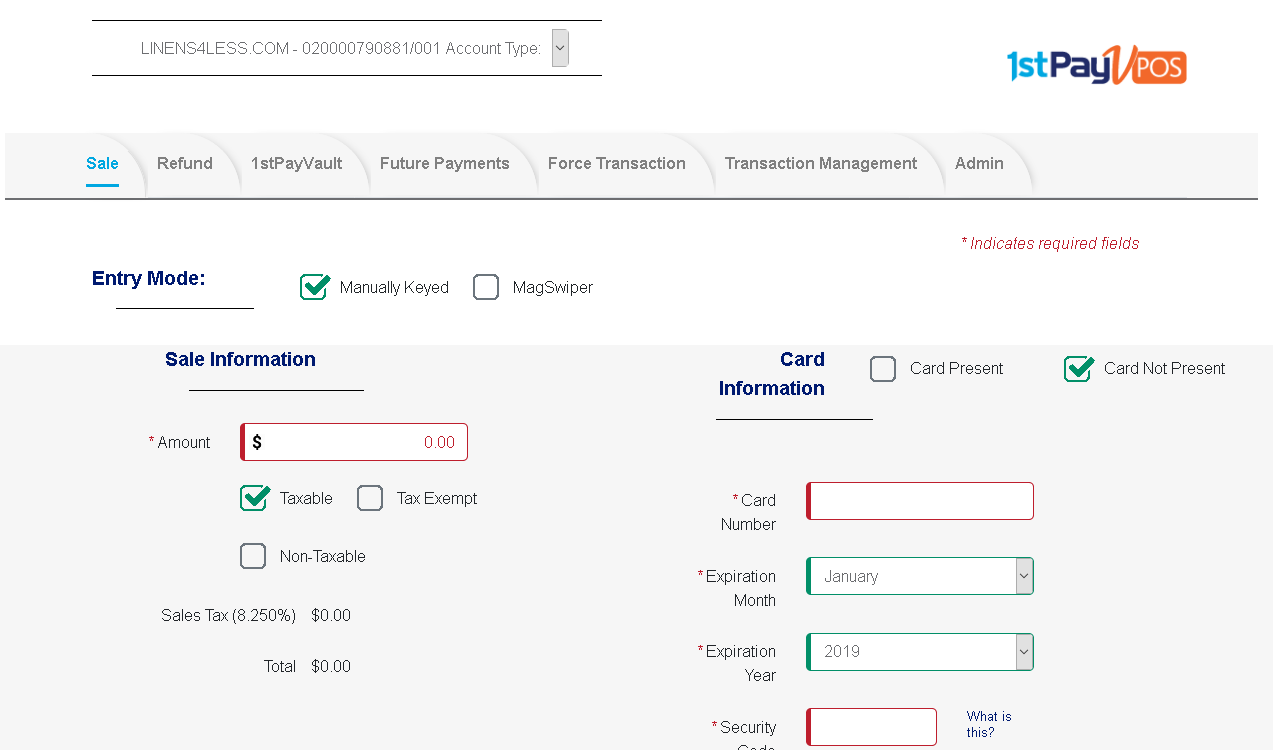 LINENS4LESS.COM - 020000790881/001 Account Type:
1stPay VPOS
Sale Refund 1stPayVault Future Payments Force Transaction Transaction Management Admin
* Indicates required fields
Entry Mode: Manually Keyed MagSwiper
Sale Information
* Amount $ 0.00
Taxable Tax Exempt
Non-Taxable
Sales Tax (8.250%) $0.00
Total $0.00
Card
Information
Card Present Card Not Present
* Card
Number
* Expiration
Month
January
* Expiration
Year
2019
* Security
Code
What is
this?